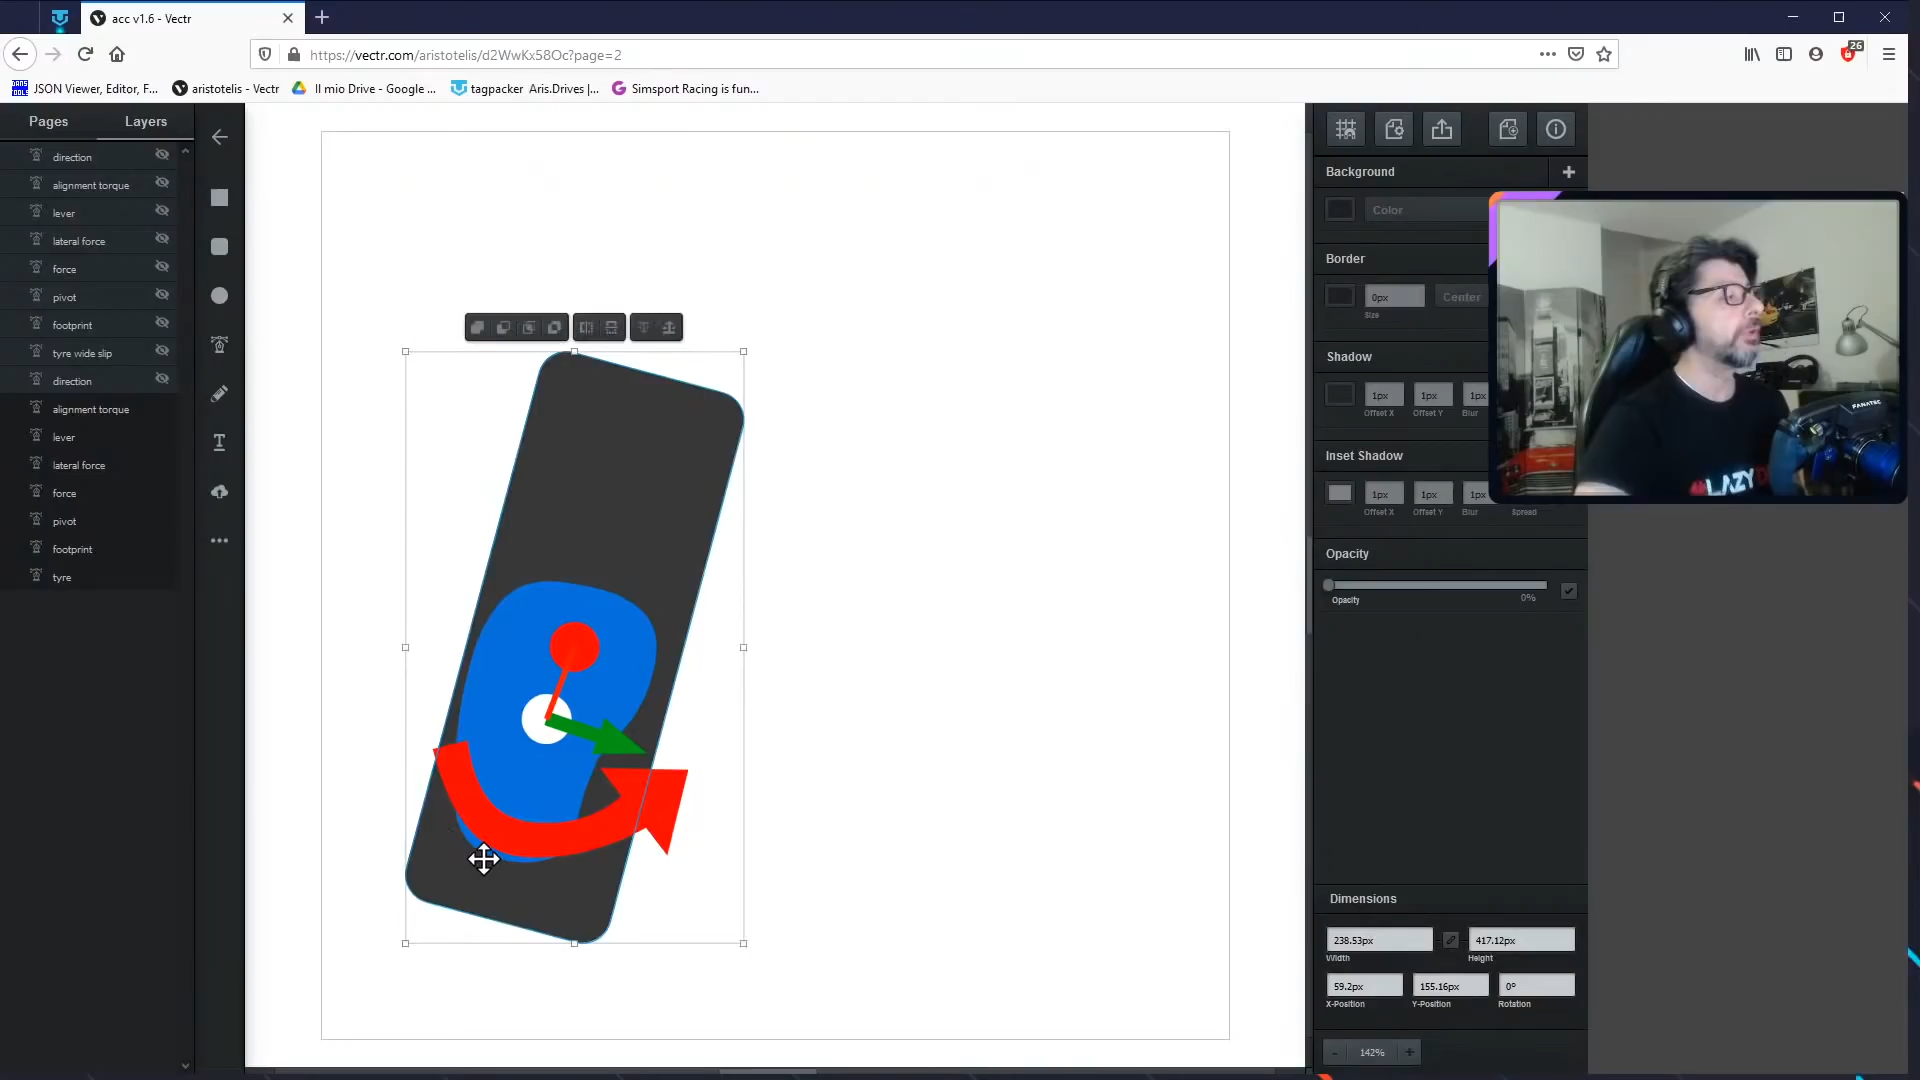 acc v1.6 - Vectr
https://vectr.com/aristotelis/d2WwKx58Oc?page=2
26
JSON Viewer, Editor, F...
aristotelis - Vectr
Il mio Drive - Google ...
tagpacker Aris.Drives |...
Simsport Racing is fun...
Pages
Layers
direction
alignment torque
lever
lateral force
force
pivot
footprint
tyre wide slip
direction
alignment torque
lever
lateral force
force
pivot
footprint
tyre
T
Background
Color
Border
0px
Center
Size
Shadow
1px
1px
1px
Offset X
Offset Y
Blur
Inset Shadow
1px
1px
1px
Offset X
Offset Y
Blur
Spread
FANATEC
LAZY
Opacity
Opacity
0%
Dimensions
238.53px
417.12px
Width
Height
59.2px
155.16px
0º
X-Position
Y-Position
Rotation
- 142% +